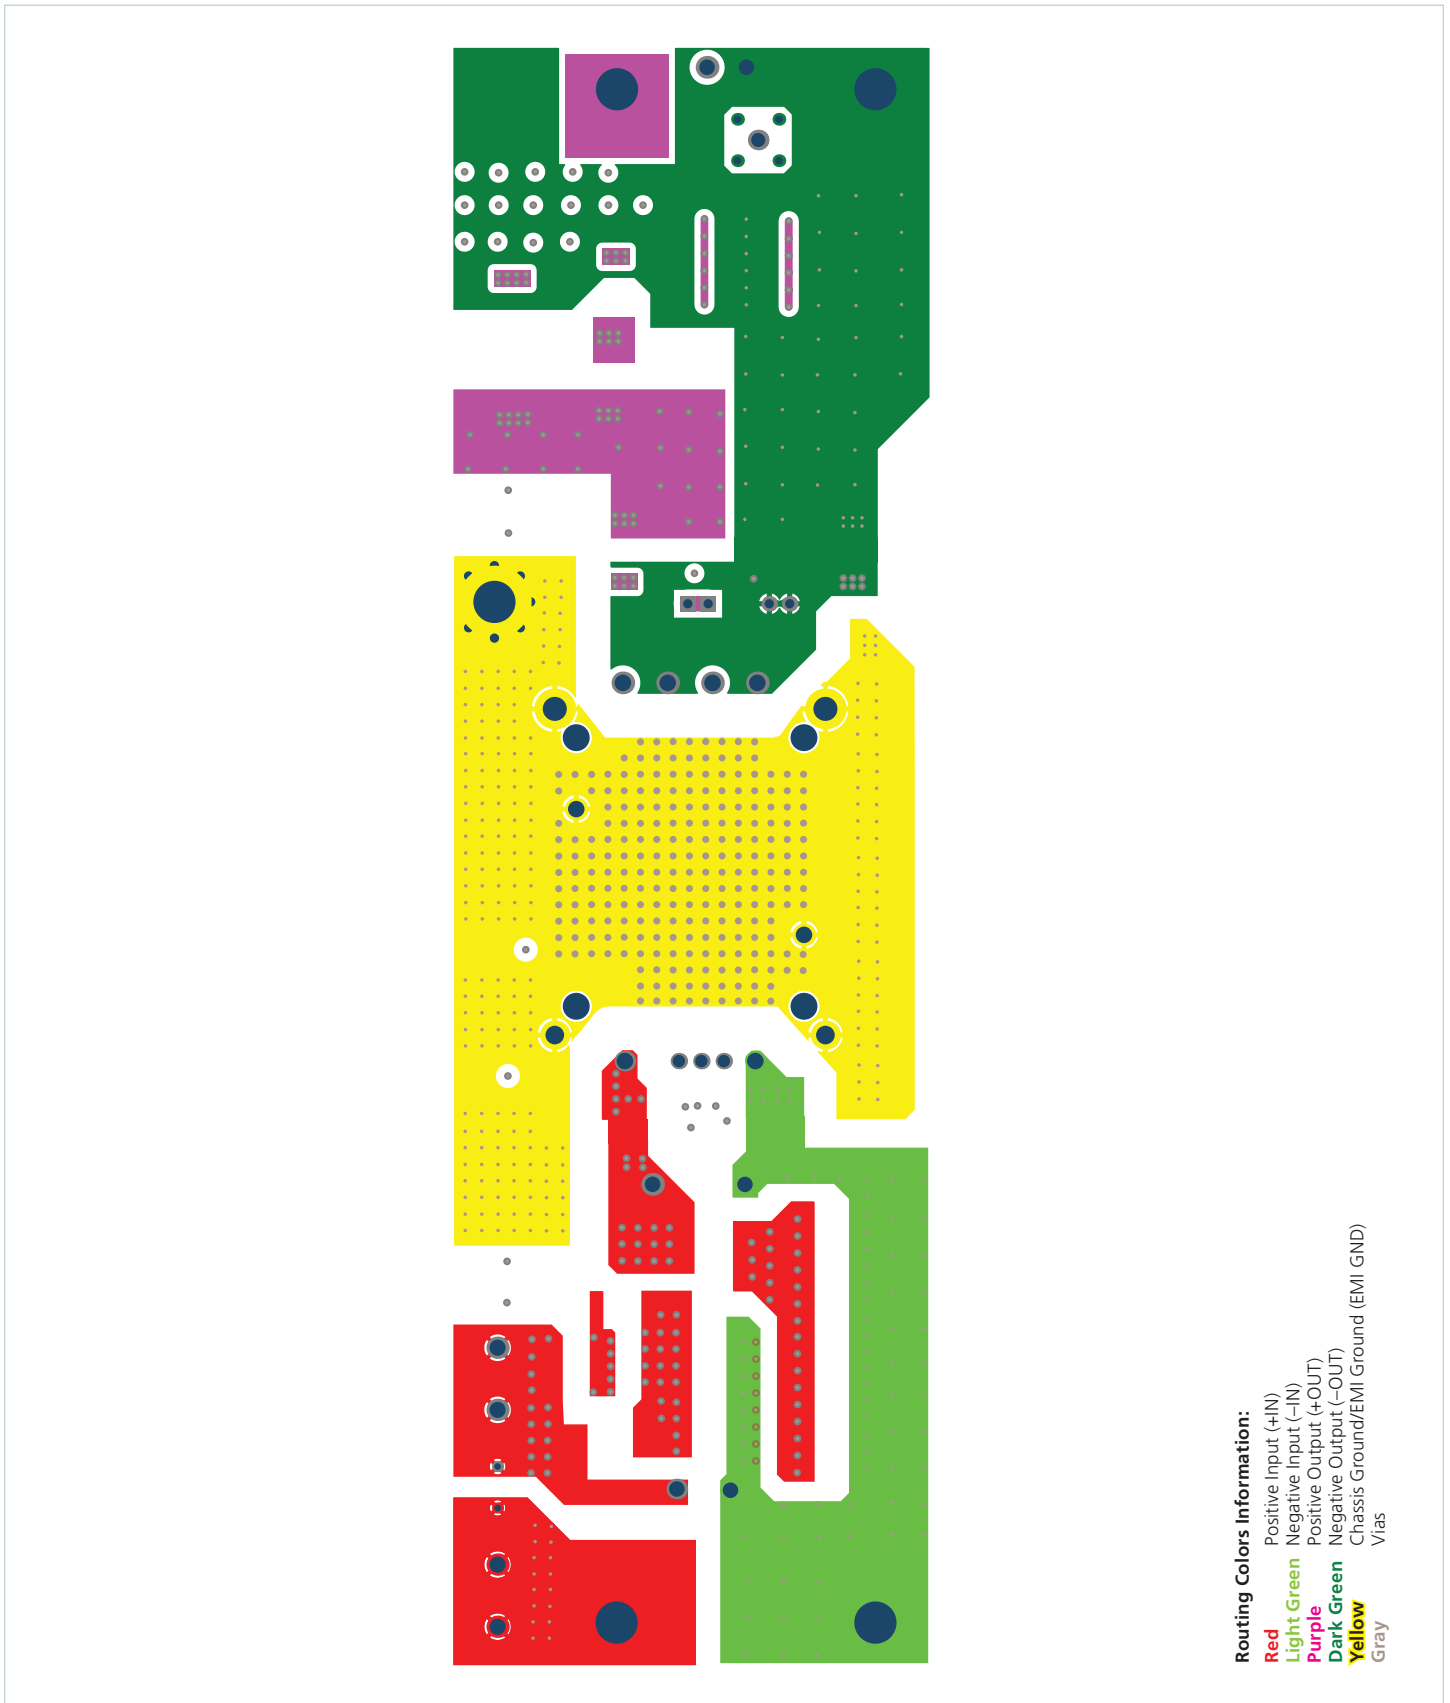 Routing Colors Information:
Red Positive Input (+IN)
Light Green Negative Input (–IN)
Purple Positive Output (+OUT)
Dark Green Negative Output (–OUT)
Yellow Chassis Ground/EMI Ground (EMI GND)
Gray Vias